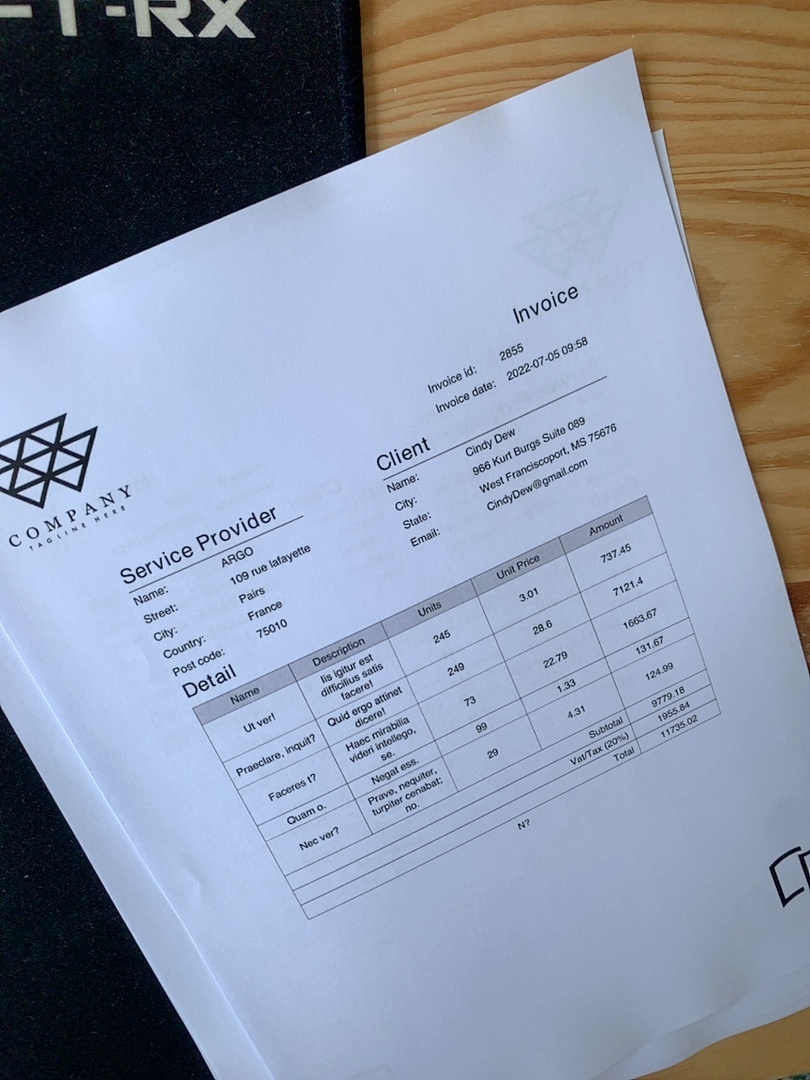 T-RX
Invoice
Invoice id: 2855
Invoice date: 2022-07-05 09:58
COMPANY
TAGLINE HERE
Client
Name: Cindy Dew
City: 966 Kurt Burgs Suite 089
State: West Franciscoport, MS 75676
Email: CindyDew@gmail.com
Service Provider
Name: ARGO
Street: 109 rue lafayette
City: Pairs
Country: France
Post code: 75010
Detail
Name Description Units Unit Price Amount
Ut ver! Iis igitur est difficilius satis facere! 245 3.01 737.45
Praeclare, inquit? Quid ergo attinet dicere! 249 28.6 7121.4
Faceres t? Haec mirabilia videri intellego, se. 73 22.79 1663.67
Quam o. Negat ess. 99 1.33 131.67
Nec ver? Prave, nequiter, turpiter cenabat; no. 29 4.31 124.99
Subtotal 9779.18
Vat/Tax (20%) 1955.84
Total 11735.02
N?